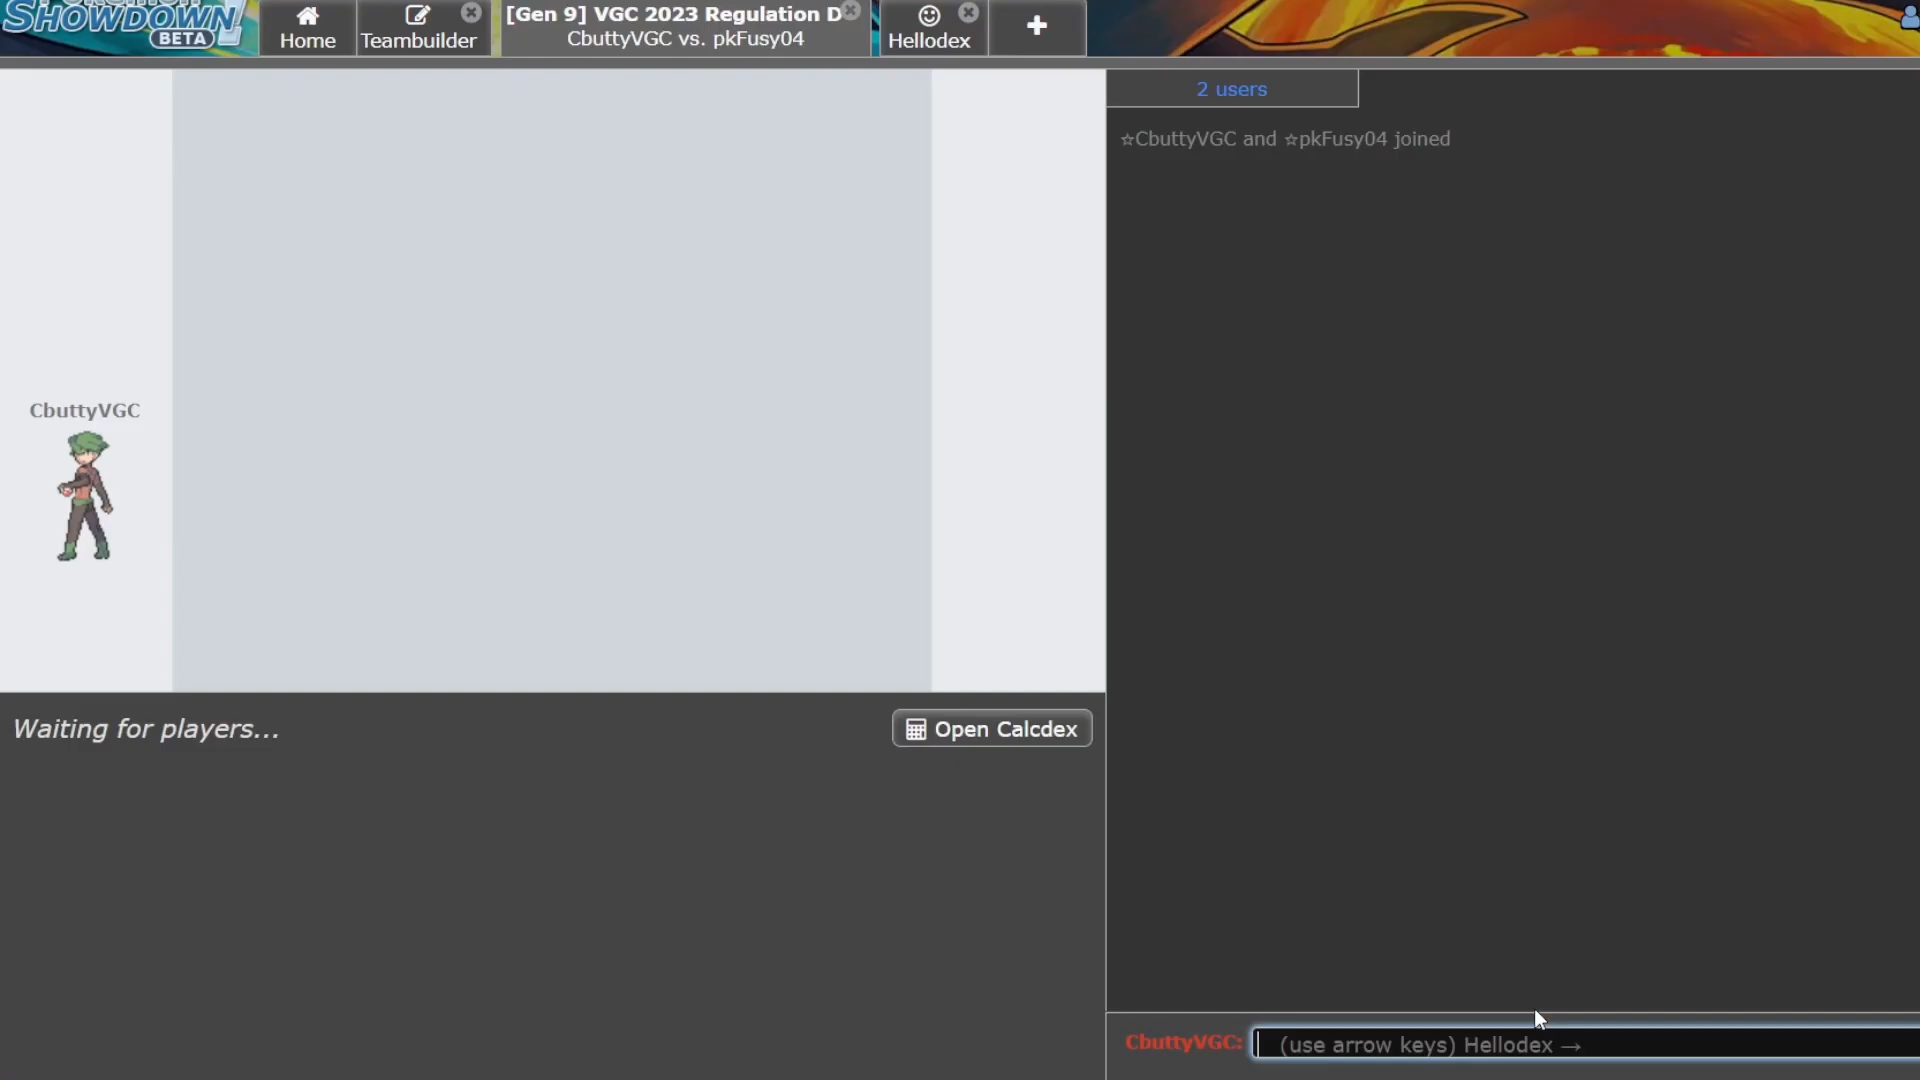 SHOWDOWN
BETA
Home
Teambuilder
[Gen 9] VGC 2023 Regulation D
CbuttyVGC vs. pkFusy04
Hellodex
+
2 users
☆CbuttyVGC and ☆pkFusy04 joined
CbuttyVGC
Waiting for players...
Open Calcdex
CbuttyVGC: (use arrow keys) Hellodex →